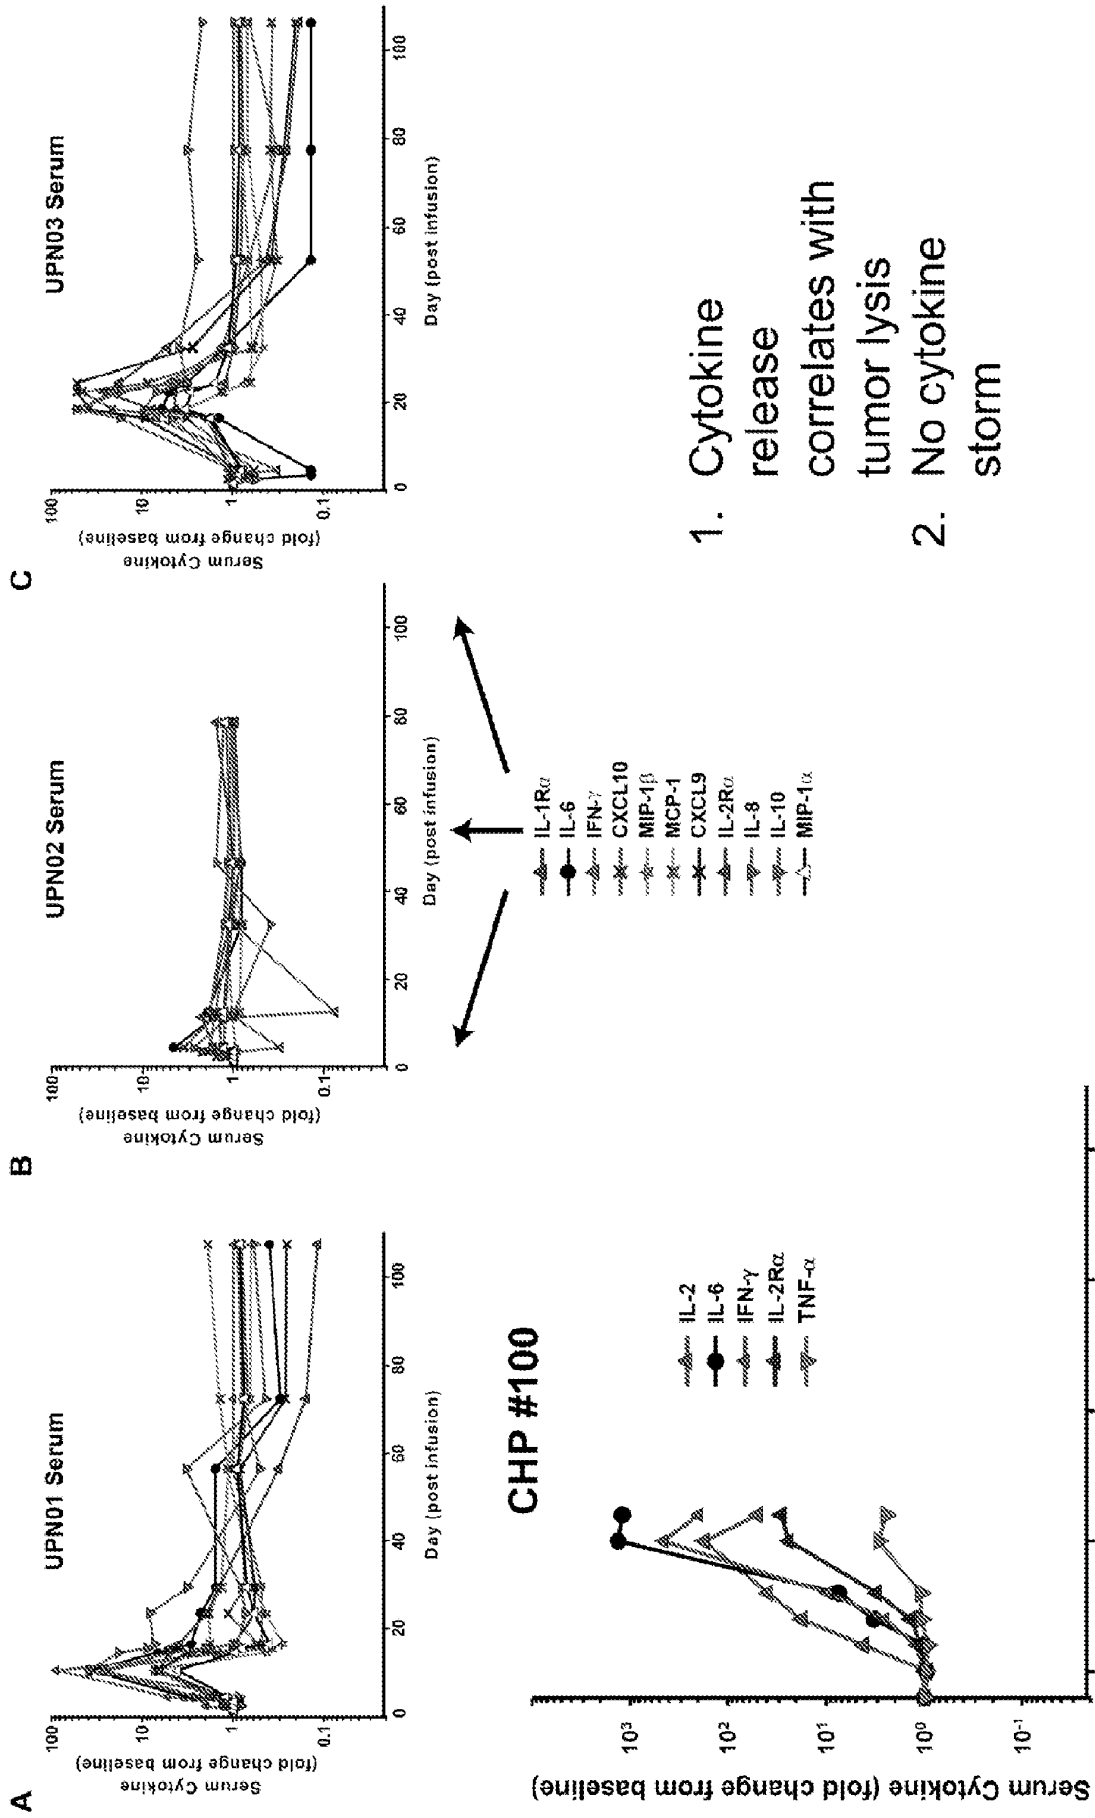 A
UPN01 Serum
Serum Cytokine
(fold change from baseline)
100
10
1
0.1
0
20
40
60
80
100
Day (post infusion)
B
UPN02 Serum
Serum Cytokine
(fold change from baseline)
100
10
1
0.1
0
20
40
60
80
100
Day (post infusion)
C
UPN03 Serum
Serum Cytokine
(fold change from baseline)
100
10
1
0.1
0
20
40
60
80
100
Day (post infusion)
IL-1Rα
IL-6
IFN-γ
CXCL10
MIP-1β
MCP-1
CXCL9
IL-2Rα
IL-8
IL-10
MIP-1α
CHP #100
Serum Cytokine (fold change from baseline)
10³
10²
10¹
10⁰
10⁻¹
IL-2
IL-6
IFN-γ
IL-2Rα
TNF-α
1. Cytokine
release
correlates with
tumor lysis
2. No cytokine
storm